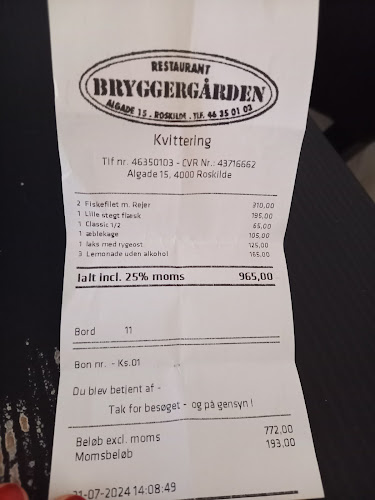 RESTAURANT
BRYGGERGÅRDEN
ALGADE 15 . ROSKILDE . TLF. 46 35 01 03
Kvittering
Tlf nr. 46350103 - CVR Nr.: 43716662
Algade 15, 4000 Roskilde
2 Fiskefilet m. Rejer 310,00
1 Lille stegt flæsk 195,00
1 Classic 1/2 65,00
1 æblekage 105,00
1 laks med rygeost 125,00
3 Lemonade uden alkohol 165,00
Ialt incl. 25% moms 965,00
Bord 11
Bon nr. - Ks.01
Du blev betjent af -
Tak for besøget - og på gensyn !
Beløb excl. moms 772,00
Momsbeløb 193,00
21-07-2024 14:08:49